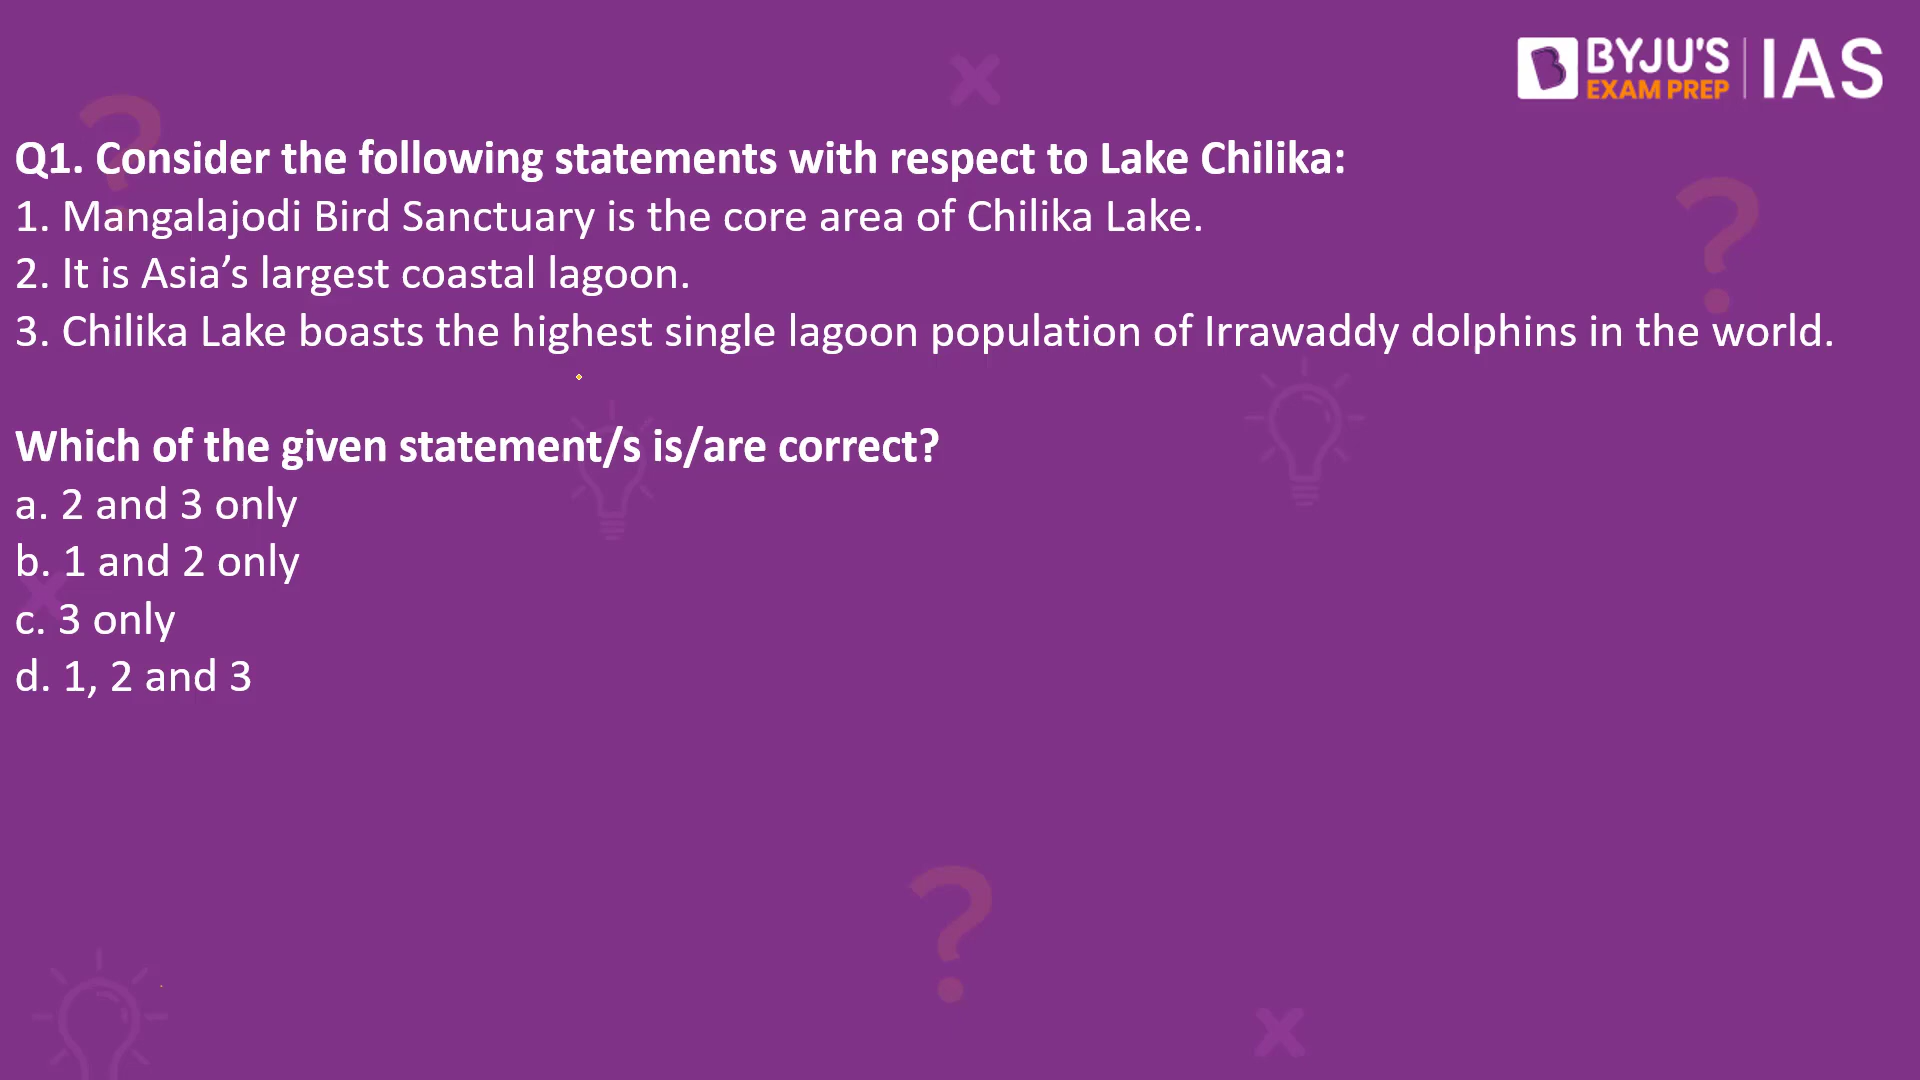 BYJU'S
EXAM PREP
IAS
Q1. Consider the following statements with respect to Lake Chilika:
1. Mangalajodi Bird Sanctuary is the core area of Chilika Lake.
2. It is Asia’s largest coastal lagoon.
3. Chilika Lake boasts the highest single lagoon population of Irrawaddy dolphins in the world.
Which of the given statement/s is/are correct?
a. 2 and 3 only
b. 1 and 2 only
c. 3 only
d. 1, 2 and 3